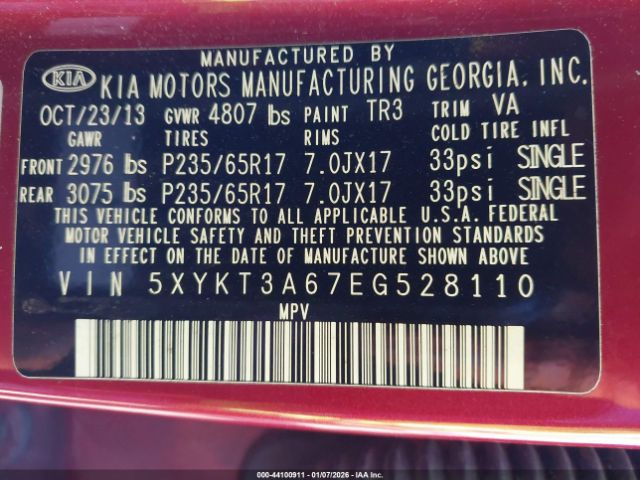 MANUFACTURED BY
KIA KIA MOTORS MANUFACTURING GEORGIA, INC.
OCT/23/13 GVWR 4807 lbs PAINT TR3 TRIM VA
GAWR TIRES RIMS COLD TIRE INFL
FRONT 2976 lbs P235/65R17 7.0JX17 33psi SINGLE
REAR 3075 lbs P235/65R17 7.0JX17 33psi SINGLE
THIS VEHICLE CONFORMS TO ALL APPLICABLE U.S.A. FEDERAL
MOTOR VEHICLE SAFETY AND THEFT PREVENTION STANDARDS
IN EFFECT ON THE DATE OF MANUFACTURE SHOWN ABOVE
VIN 5XYKT3A67EG528110
MPV
000-44100911 - 01/07/2026 - IAA Inc.